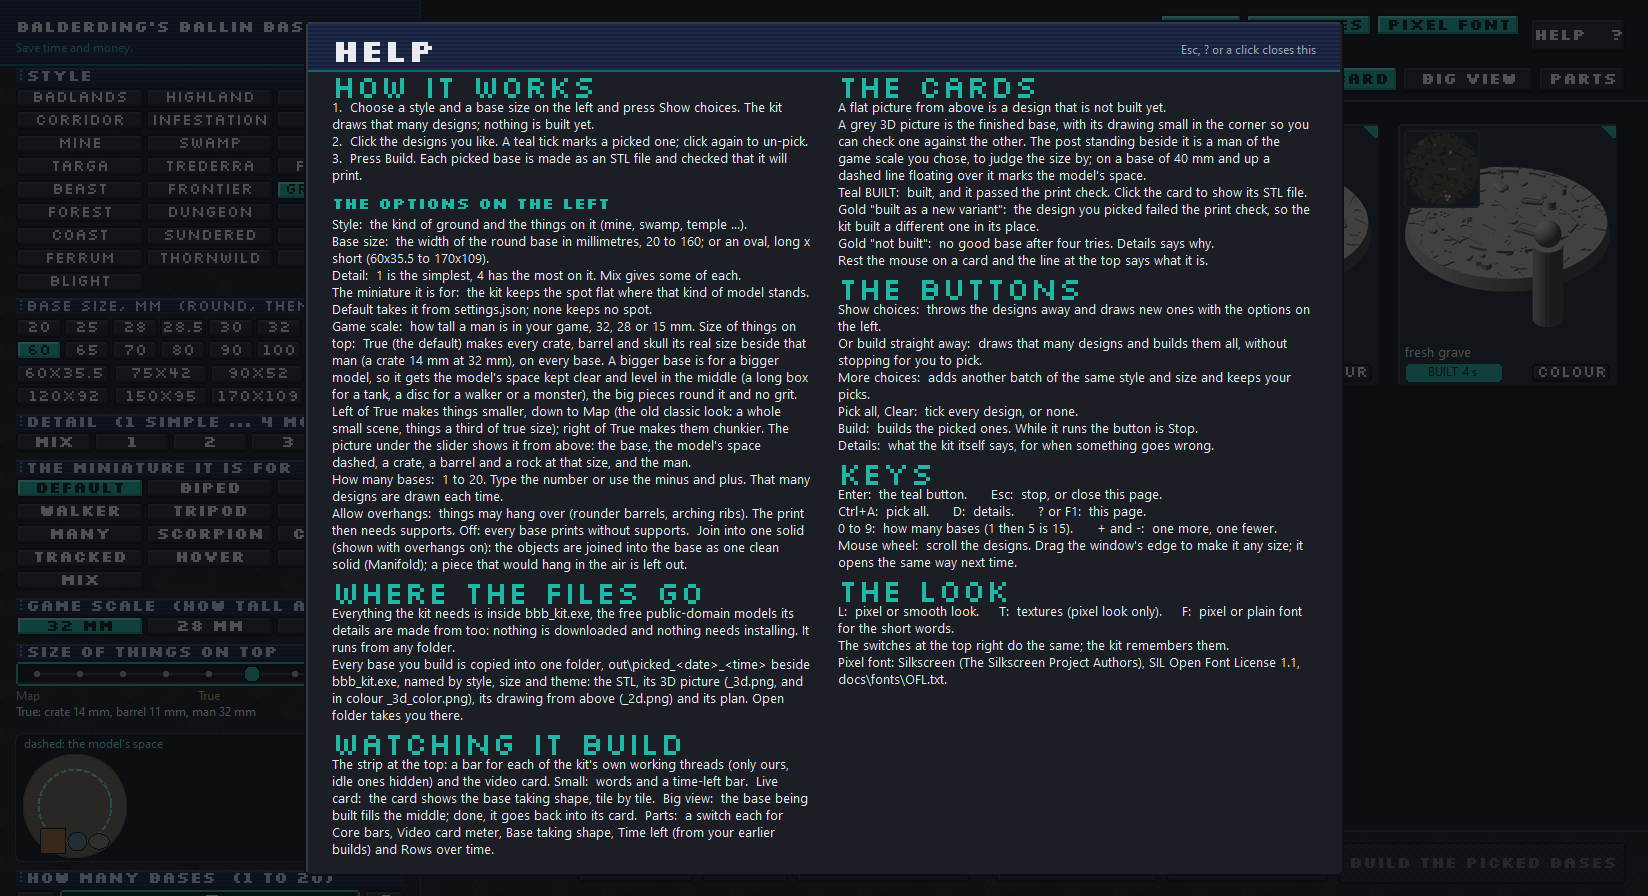 BALDERDING'S BALLIN BAS
Save time and money.
PIXEL FONT
HELP ?
BIG VIEW
PARTS
STYLE
BADLANDS
HIGHLAND
CORRIDOR
INFESTATION
MINE
SWAMP
TARGA
TREDERRA
BEAST
FRONTIER
FOREST
DUNGEON
COAST
SUNDERED
FERRUM
THORNWILD
BLIGHT
BASE SIZE, MM (ROUND, THEN
20 25 28 28.5 30 32
60 65 70 80 90 100
60X35.5 75X42 90X52
120X92 150X95 170X109
DETAIL (1 SIMPLE ... 4 MO
MIX 1 2 3
THE MINIATURE IT IS FOR
DEFAULT
BIPED
WALKER
TRIPOD
MANY
SCORPION
TRACKED
HOVER
MIX
GAME SCALE (HOW TALL A
32 MM
28 MM
SIZE OF THINGS ON TOP
Map
True
True: crate 14 mm, barrel 11 mm, man 32 mm
dashed: the model's space
HOW MANY BASES (1 TO 20)
HELP
Esc, ? or a click closes this
HOW IT WORKS
1. Choose a style and a base size on the left and press Show choices. The kit
draws that many designs; nothing is built yet.
2. Click the designs you like. A teal tick marks a picked one; click again to un-pick.
3. Press Build. Each picked base is made as an STL file and checked that it will
print.
THE OPTIONS ON THE LEFT
Style: the kind of ground and the things on it (mine, swamp, temple ...).
Base size: the width of the round base in millimetres, 20 to 160; or an oval, long x
short (60x35.5 to 170x109).
Detail: 1 is the simplest, 4 has the most on it. Mix gives some of each.
The miniature it is for: the kit keeps the spot flat where that kind of model stands.
Default takes it from settings.json; none keeps no spot.
Game scale: how tall a man is in your game, 32, 28 or 15 mm. Size of things on
top: True (the default) makes every crate, barrel and skull its real size beside that
man (a crate 14 mm at 32 mm), on every base. A bigger base is for a bigger
model, so it gets the model's space kept clear and level in the middle (a long box
for a tank, a disc for a walker or a monster), the big pieces round it and no grit.
Left of True makes things smaller, down to Map (the old classic look: a whole
small scene, things a third of true size); right of True makes them chunkier. The
picture under the slider shows it from above: the base, the model's space
dashed, a crate, a barrel and a rock at that size, and the man.
How many bases: 1 to 20. Type the number or use the minus and plus. That many
designs are drawn each time.
Allow overhangs: things may hang over (rounder barrels, arching ribs). The print
then needs supports. Off: every base prints without supports. Join into one solid
(shown with overhangs on): the objects are joined into the base as one clean
solid (Manifold); a piece that would hang in the air is left out.
WHERE THE FILES GO
Everything the kit needs is inside bbb_kit.exe, the free public-domain models its
details are made from too: nothing is downloaded and nothing needs installing. It
runs from any folder.
Every base you build is copied into one folder, out\picked_<date>_<time> beside
bbb_kit.exe, named by style, size and theme: the STL, its 3D picture (_3d.png, and
in colour _3d_color.png), its drawing from above (_2d.png) and its plan. Open
folder takes you there.
WATCHING IT BUILD
The strip at the top: a bar for each of the kit's own working threads (only ours,
idle ones hidden) and the video card. Small: words and a time-left bar. Live
card: the card shows the base taking shape, tile by tile. Big view: the base being
built fills the middle; done, it goes back into its card. Parts: a switch each for
Core bars, Video card meter, Base taking shape, Time left (from your earlier
builds) and Rows over time.
THE CARDS
A flat picture from above is a design that is not built yet.
A grey 3D picture is the finished base, with its drawing small in the corner so you
can check one against the other. The post standing beside it is a man of the
game scale you chose, to judge the size by; on a base of 40 mm and up a
dashed line floating over it marks the model's space.
Teal BUILT: built, and it passed the print check. Click the card to show its STL file.
Gold "built as a new variant": the design you picked failed the print check, so the
kit built a different one in its place.
Gold "not built": no good base after four tries. Details says why.
Rest the mouse on a card and the line at the top says what it is.
THE BUTTONS
Show choices: throws the designs away and draws new ones with the options on
the left.
Or build straight away: draws that many designs and builds them all, without
stopping for you to pick.
More choices: adds another batch of the same style and size and keeps your
picks.
Pick all, Clear: tick every design, or none.
Build: builds the picked ones. While it runs the button is Stop.
Details: what the kit itself says, for when something goes wrong.
KEYS
Enter: the teal button. Esc: stop, or close this page.
Ctrl+A: pick all. D: details. ? or F1: this page.
0 to 9: how many bases (1 then 5 is 15). + and -: one more, one fewer.
Mouse wheel: scroll the designs. Drag the window's edge to make it any size; it
opens the same way next time.
THE LOOK
L: pixel or smooth look. T: textures (pixel look only). F: pixel or plain font
for the short words.
The switches at the top right do the same; the kit remembers them.
Pixel font: Silkscreen (The Silkscreen Project Authors), SIL Open Font License 1.1,
docs\fonts\OFL.txt.
fresh grave
BUILT 4 s
COLOUR
BUILD THE PICKED BASES